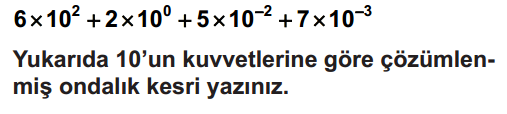 6×10² + 2×10⁰ + 5×10⁻² + 7×10⁻³
Yukarıda 10’un kuvvetlerine göre çözümlen-
miş ondalık kesri yazınız.